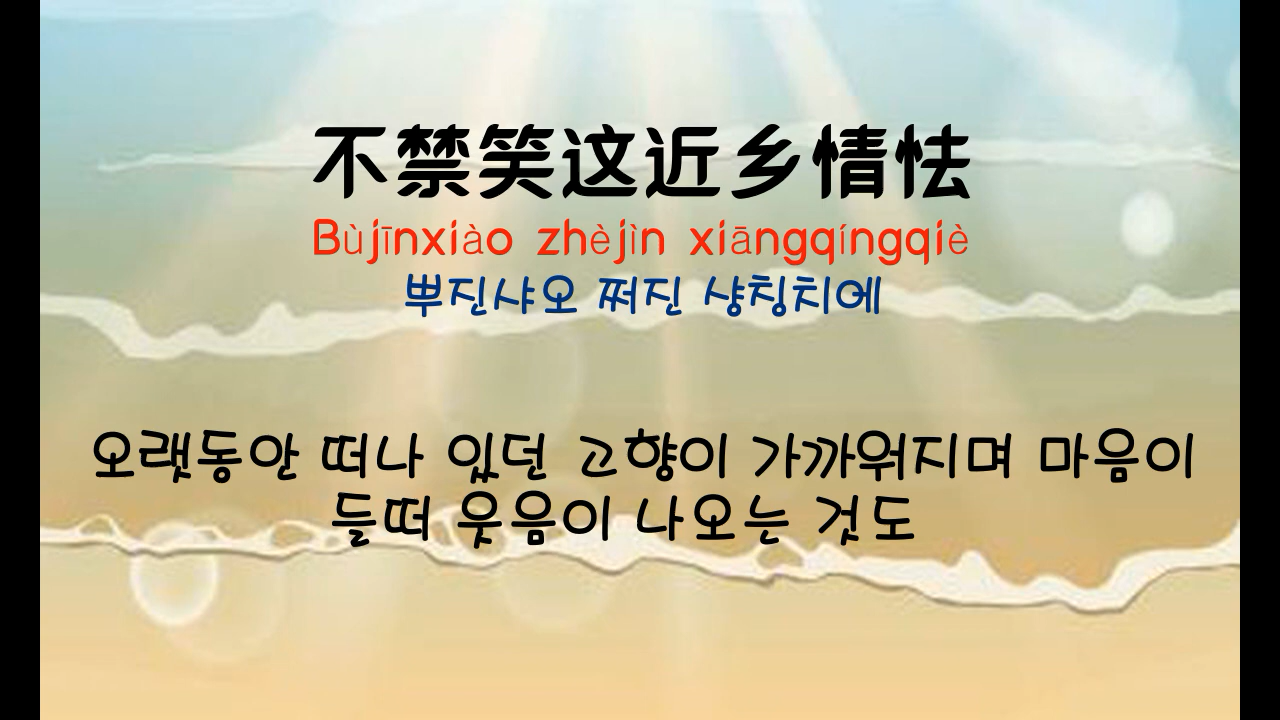 不禁笑这近乡情怯
Bùjīnxiào zhèjìn xiāngqíngqiè
뿌진샤오 쩌진 샹칭치에
오랫동안 떠나 있던 고향이 가까워지며 마음이
들떠 웃음이 나오는 것도